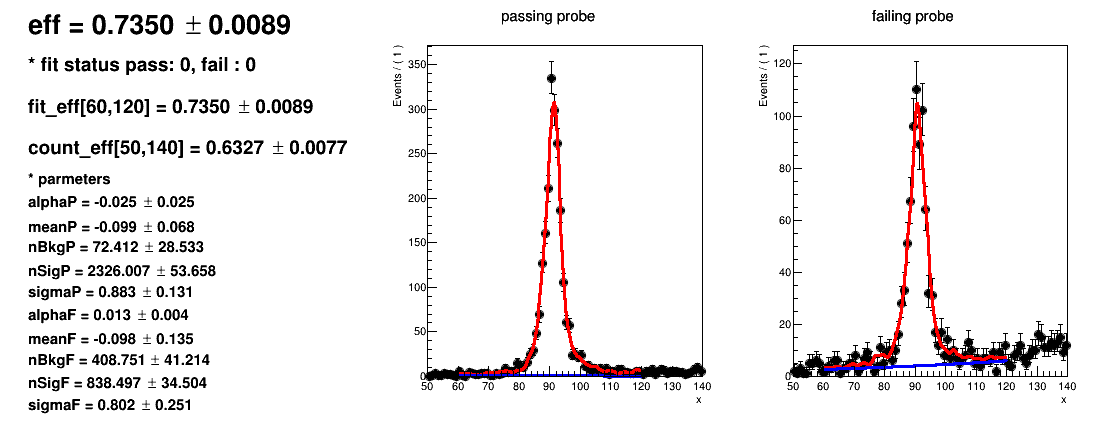 eff = 0.7350 ± 0.0089
* fit status pass: 0, fail : 0
fit_eff[60,120] = 0.7350 ± 0.0089
count_eff[50,140] = 0.6327 ± 0.0077
* parmeters
alphaP = -0.025 ± 0.025
meanP = -0.099 ± 0.068
nBkgP = 72.412 ± 28.533
nSigP = 2326.007 ± 53.658
sigmaP = 0.883 ± 0.131
alphaF = 0.013 ± 0.004
meanF = -0.098 ± 0.135
nBkgF = 408.751 ± 41.214
nSigF = 838.497 ± 34.504
sigmaF = 0.802 ± 0.251
passing probe
Events / ( 1 )
350
300
250
200
150
100
50
0
50 60 70 80 90 100 110 120 130 140
x
failing probe
Events / ( 1 )
120
100
80
60
40
20
0
50 60 70 80 90 100 110 120 130 140
x